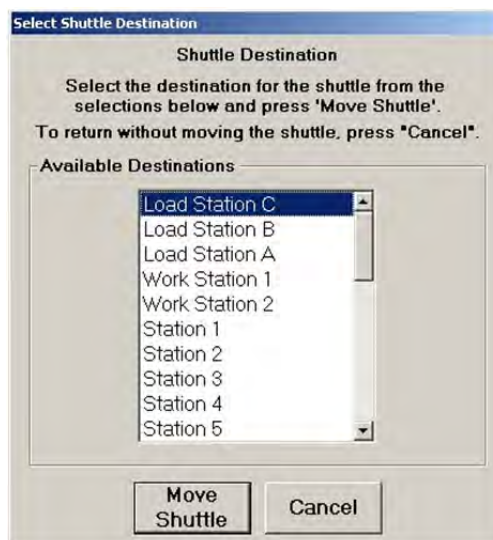 Select Shuttle Destination
Shuttle Destination
Select the destination for the shuttle from the
selections below and press 'Move Shuttle'.
To return without moving the shuttle, press "Cancel".
Available Destinations
Load Station C
Load Station B
Load Station A
Work Station 1
Work Station 2
Station 1
Station 2
Station 3
Station 4
Station 5
Move
Shuttle
Cancel